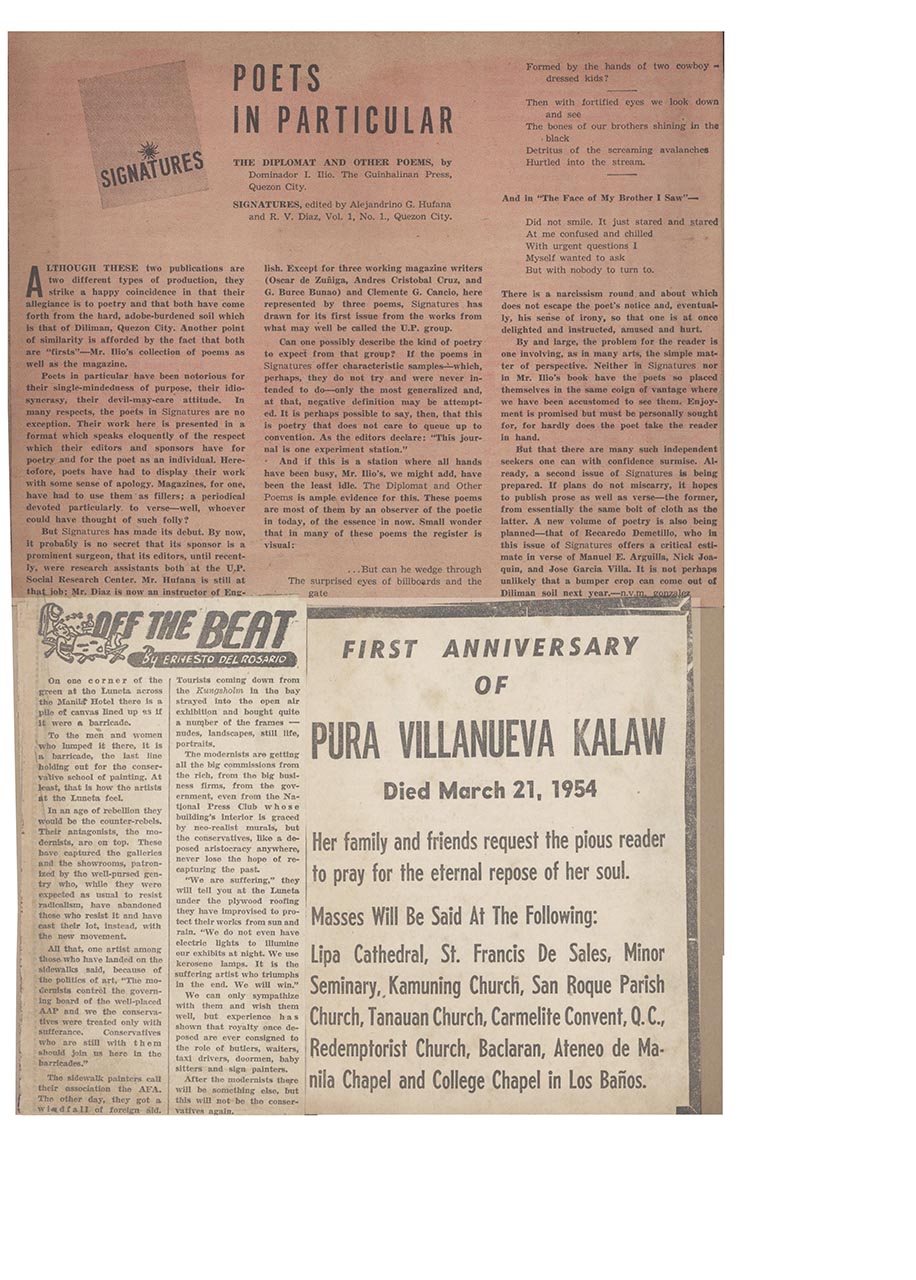 SIGNATURES
POETS
IN PARTICULAR
THE DIPLOMAT AND OTHER POEMS, by
Dominador I. Ilio. The Guinhalinan Press,
Quezon City.
SIGNATURES, edited by Alejandrino G. Hufana
and R. V. Diaz, Vol. 1, No. 1., Quezon City.
ALTHOUGH THESE two publications are
two different types of production, they
strike a happy coincidence in that their
allegiance is to poetry and that both have come
forth from the hard, adobe-burdened soil which
is that of Diliman, Quezon City. Another point
of similarity is afforded by the fact that both
are "firsts"—Mr. Ilio's collection of poems as
well as the magazine.
Poets in particular have been notorious for
their single-mindedness of purpose, their idio-
syncrasy, their devil-may-care attitude. In
many respects, the poets in Signatures are no
exception. Their work here is presented in a
format which speaks eloquently of the respect
which their editors and sponsors have for
poetry and for the poet as an individual. Here-
tofore, poets have had to display their work
with some sense of apology. Magazines, for one,
have had to use them as fillers; a periodical
devoted particularly to verse—well, whoever
could have thought of such folly?
But Signatures has made its debut. By now,
it probably is no secret that its sponsor is a
prominent surgeon, that its editors, until recent-
ly, were research assistants both at the U.P.
Social Research Center. Mr. Hufana is still at
that job; Mr. Diaz is now an instructor of Eng-
lish. Except for three working magazine writers
(Oscar de Zuñiga, Andres Cristobal Cruz, and
G. Burce Bunao) and Clemente G. Cancio, here
represented by three poems, Signatures has
drawn for its first issue from the works from
what may well be called the U.P. group.
Can one possibly describe the kind of poetry
to expect from that group? If the poems in
Signatures offer characteristic samples—which,
perhaps, they do not try and were never in-
tended to do—only the most generalized and,
at that, negative definition may be attempt-
ed. It is perhaps possible to say, then, that this
is poetry that does not care to queue up to
convention. As the editors declare: "This jour-
nal is one experiment station."
And if this is a station where all hands
have been busy, Mr. Ilio's, we might add, have
been the least idle. The Diplomat and Other
Poems is ample evidence for this. These poems
are most of them by an observer of the poetic
in today, of the essence in now. Small wonder
that in many of these poems the register is
visual:
...But can he wedge through
The surprised eyes of billboards and the
gate
Formed by the hands of two cowboy -
dressed kids?
Then with fortified eyes we look down
and see
The bones of our brothers shining in the
black
Detritus of the screaming avalanches
Hurtled into the stream.
And in "The Face of My Brother I Saw"—
Did not smile. It just stared and stared
At me confused and chilled
With urgent questions I
Myself wanted to ask
But with nobody to turn to.
There is a narcissism round and about which
does not escape the poet's notice and, eventual-
ly, his sense of irony, so that one is at once
delighted and instructed, amused and hurt.
By and large, the problem for the reader is
one involving, as in many arts, the simple mat-
ter of perspective. Neither in Signatures nor
in Mr. Ilio's book have the poets so placed
themselves in the same coign of vantage where
we have been accustomed to see them. Enjoy-
ment is promised but must be personally sought
for, for hardly does the poet take the reader
in hand.
But that there are many such independent
seekers one can with confidence surmise. Al-
ready, a second issue of Signatures is being
prepared. If plans do not miscarry, it hopes
to publish prose as well as verse—the former,
from essentially the same bolt of cloth as the
latter. A new volume of poetry is also being
planned—that of Recaredo Demetillo, who in
this issue of Signatures offers a critical esti-
mate in verse of Manuel E. Arguilla, Nick Joa-
quin, and Jose Garcia Villa. It is not perhaps
unlikely that a bumper crop can come out of
Diliman soil next year.—n.v.m. gonzalez
OFF THE BEAT
By ERNESTO DEL ROSARIO
On one corner of the
green at the Luneta across
the Manila Hotel there is a
pile of canvas lined up as if
it were a barricade.
To the men and women
who lumped it there, it is
a barricade, the last line
holding out for the conser-
vative school of painting. At
least, that is how the artists
at the Luneta feel.
In an age of rebellion they
would be the counter-rebels.
Their antagonists, the mo-
dernists, are on top. These
have captured the galleries
and the showrooms, patron-
ized by the well-pursed gen-
try who, while they were
expected as usual to resist
radicalism, have abandoned
those who resist it and have
cast their lot, instead, with
the new movement.
All that, one artist among
those who have landed on the
sidewalks said, because of
the politics of art. "The mo-
dernists control the govern-
ing board of the well-placed
AAP and we the conserva-
tives were treated only with
sufferance. Conservatives
who are still with them
should join us here in the
barricades."
The sidewalk painters call
their association the AFA.
The other day, they got a
windfall of foreign aid.
Tourists coming down from
the Kungsholm in the bay
strayed into the open air
exhibition and bought quite
a number of the frames —
nudes, landscapes, still life,
portraits.
The modernists are getting
all the big commissions from
the rich, from the big busi-
ness firms, from the gov-
ernment, even from the Na-
tional Press Club whose
building's interior is graced
by neo-realist murals, but
the conservatives, like a de-
posed aristocracy anywhere,
never lose the hope of re-
capturing the past.
"We are suffering," they
will tell you at the Luneta
under the plywood roofing
they have improvised to pro-
tect their works from sun and
rain. "We do not even have
electric lights to illumine
our exhibits at night. We use
kerosene lamps. It is the
suffering artist who triumphs
in the end. We will win."
We can only sympathize
with them and wish them
well, but experience has
shown that royalty once de-
posed are ever consigned to
the role of butlers, waiters,
taxi drivers, doormen, baby
sitters and sign painters.
After the modernists there
will be something else, but
this will not be the conser-
vatives again.
FIRST ANNIVERSARY
OF
PURA VILLANUEVA KALAW
Died March 21, 1954
Her family and friends request the pious reader
to pray for the eternal repose of her soul.
Masses Will Be Said At The Following:
Lipa Cathedral, St. Francis De Sales, Minor
Seminary, Kamuning Church, San Roque Parish
Church, Tanauan Church, Carmelite Convent, Q.C.,
Redemptorist Church, Baclaran, Ateneo de Ma-
nila Chapel and College Chapel in Los Baños.